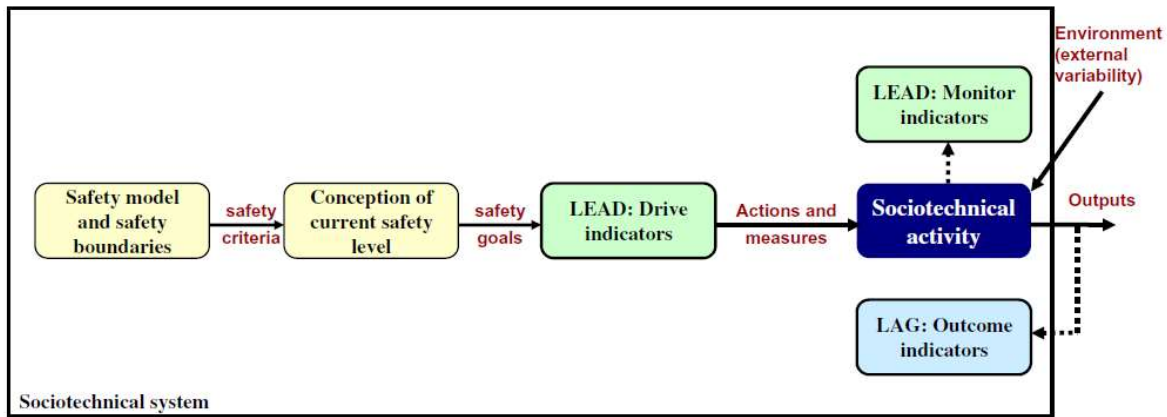 Environment
(external
variability)
LEAD: Monitor
indicators
Safety model
and safety
boundaries
safety
criteria
Conception of
current safety
level
safety
goals
LEAD: Drive
indicators
Actions and
measures
Sociotechnical
activity
Outputs
LAG: Outcome
indicators
Sociotechnical system